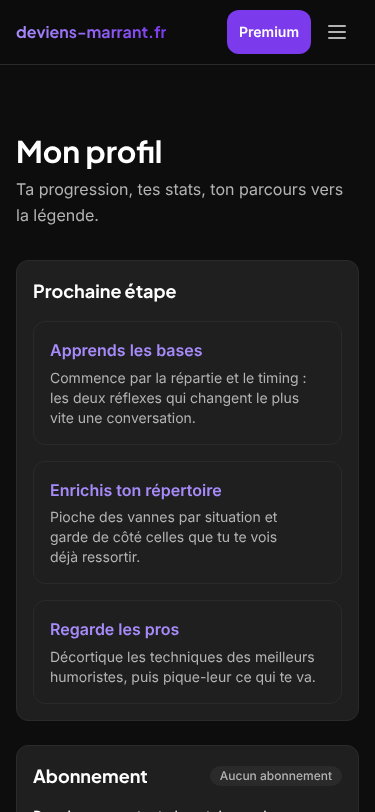 deviens-marrant.fr
Premium
Mon profil
Ta progression, tes stats, ton parcours vers
la légende.
Prochaine étape
Apprends les bases
Commence par la répartie et le timing :
les deux réflexes qui changent le plus
vite une conversation.
Enrichis ton répertoire
Pioche des vannes par situation et
garde de côté celles que tu te vois
déjà ressortir.
Regarde les pros
Décortique les techniques des meilleurs
humoristes, puis pique-leur ce qui te va.
Abonnement
Aucun abonnement